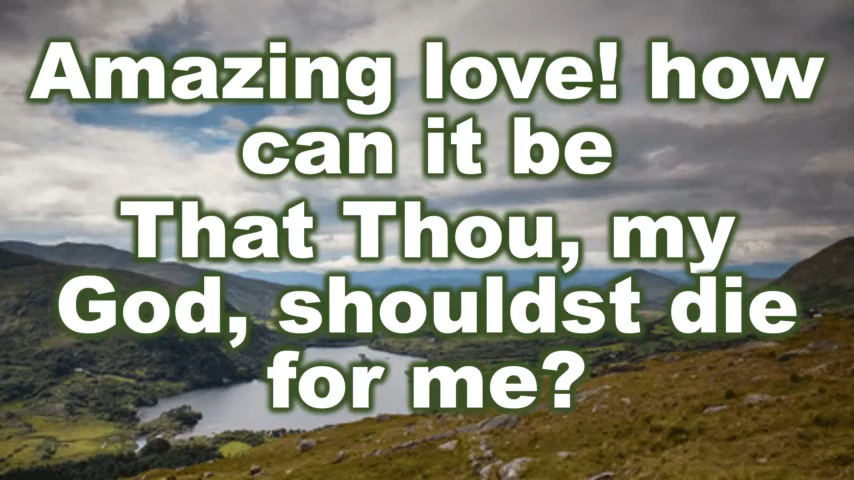 Amazing love! how
can it be
That Thou, my
God, shouldst die
for me?